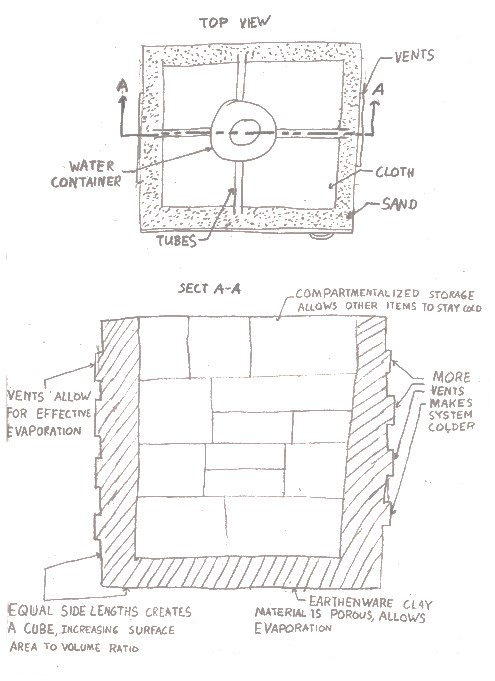 TOP VIEW
VENTS
A
A
WATER
CONTAINER
CLOTH
SAND
TUBES
SECT A-A
COMPARTMENTALIZED STORAGE
ALLOWS OTHER ITEMS TO STAY COLD
VENTS ALLOW
FOR EFFECTIVE
EVAPORATION
MORE
VENTS
MAKES
SYSTEM
COLDER
EQUAL SIDE LENGTHS CREATES
A CUBE, INCREASING SURFACE
AREA TO VOLUME RATIO
EARTHENWARE CLAY
MATERIAL IS POROUS, ALLOWS
EVAPORATION